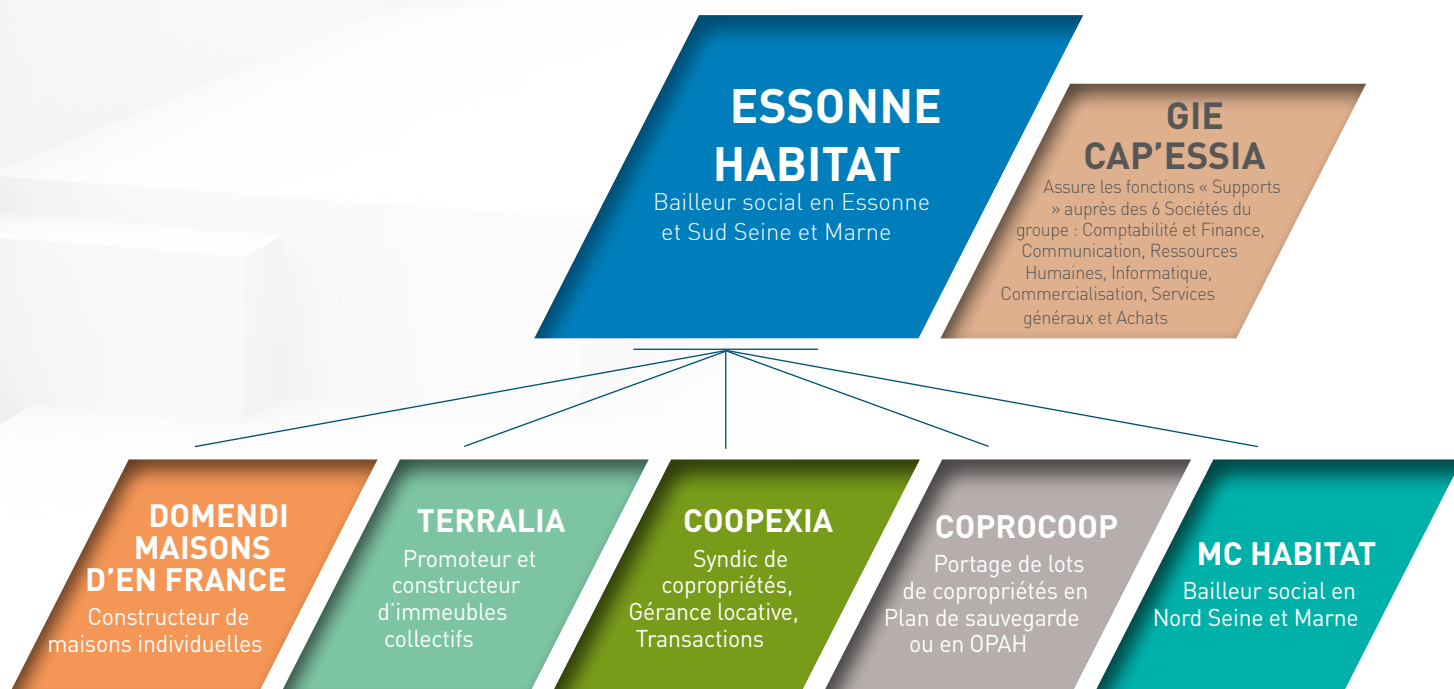 ESSONNE
HABITAT
Bailleur social en Essonne
et Sud Seine et Marne
GIE
CAP'ESSIA
Assure les fonctions « Supports
» auprès des 6 Sociétés du
groupe : Comptabilité et Finance,
Communication, Ressources
Humaines, Informatique,
Commercialisation, Services
généraux et Achats
DOMENDI
MAISONS
D'EN FRANCE
Constructeur de
maisons individuelles
TERRALIA
Promoteur et
constructeur
d'immeubles
collectifs
COOPEXIA
Syndic de
copropriétés,
Gérance locative,
Transactions
COPROCOOP
Portage de lots
de copropriétés en
Plan de sauvegarde
ou en OPAH
MC HABITAT
Bailleur social en
Nord Seine et Marne